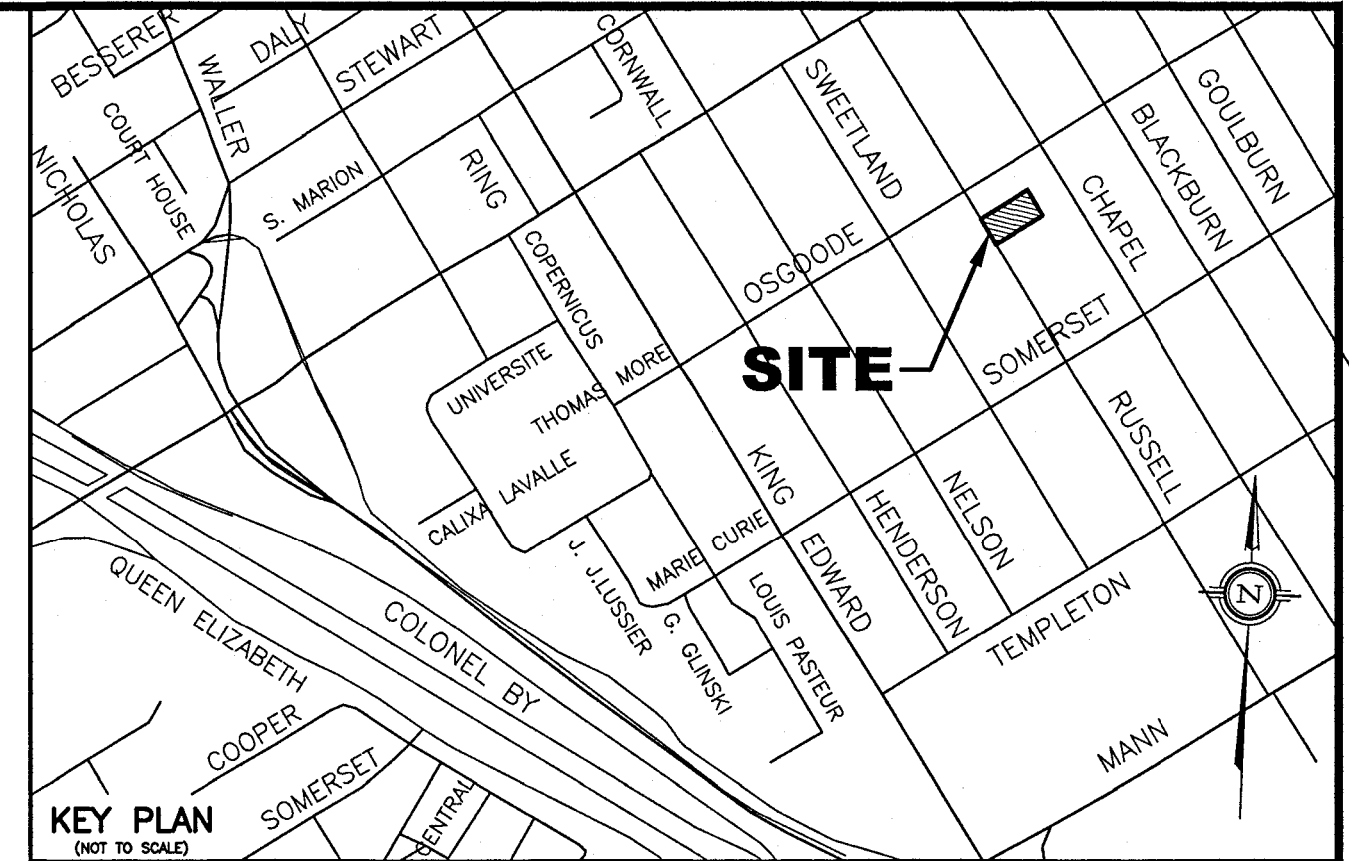 BESSERER
DALY
STEWART
CORNWALL
WALLER
COURT HOUSE
NICHOLAS
S. MARION
RING
SWEETLAND
GOULBURN
BLACKBURN
CHAPEL
COPERNICUS
OSGOODE
SITE
SOMERSET
UNIVERSITE
THOMAS MORE
RUSSELL
CALIXA LAVALLE
KING EDWARD
NELSON
HENDERSON
J. J.LUSSIER
MARIE CURIE
G. GLINSKI
LOUIS PASTEUR
TEMPLETON
N
QUEEN ELIZABETH
COLONEL BY
MANN
COOPER
SOMERSET
CENTRAL
KEY PLAN
(NOT TO SCALE)